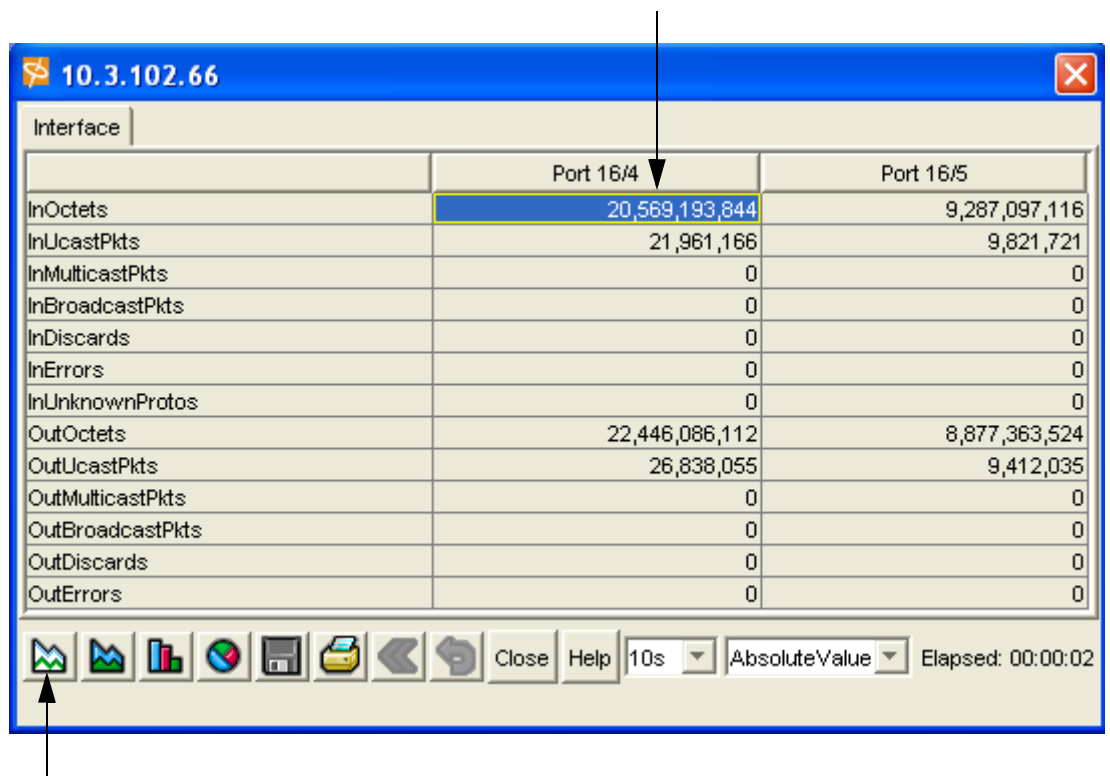 10.3.102.66
Interface
Port 16/4 Port 16/5
InOctets 20,569,193,844 9,287,097,116
InUcastPkts 21,961,166 9,821,721
InMulticastPkts 0 0
InBroadcastPkts 0 0
InDiscards 0 0
InErrors 0 0
InUnknownProtos 0 0
OutOctets 22,446,086,112 8,877,363,524
OutUcastPkts 26,838,055 9,412,035
OutMulticastPkts 0 0
OutBroadcastPkts 0 0
OutDiscards 0 0
OutErrors 0 0
Close Help 10s AbsoluteValue Elapsed: 00:00:02